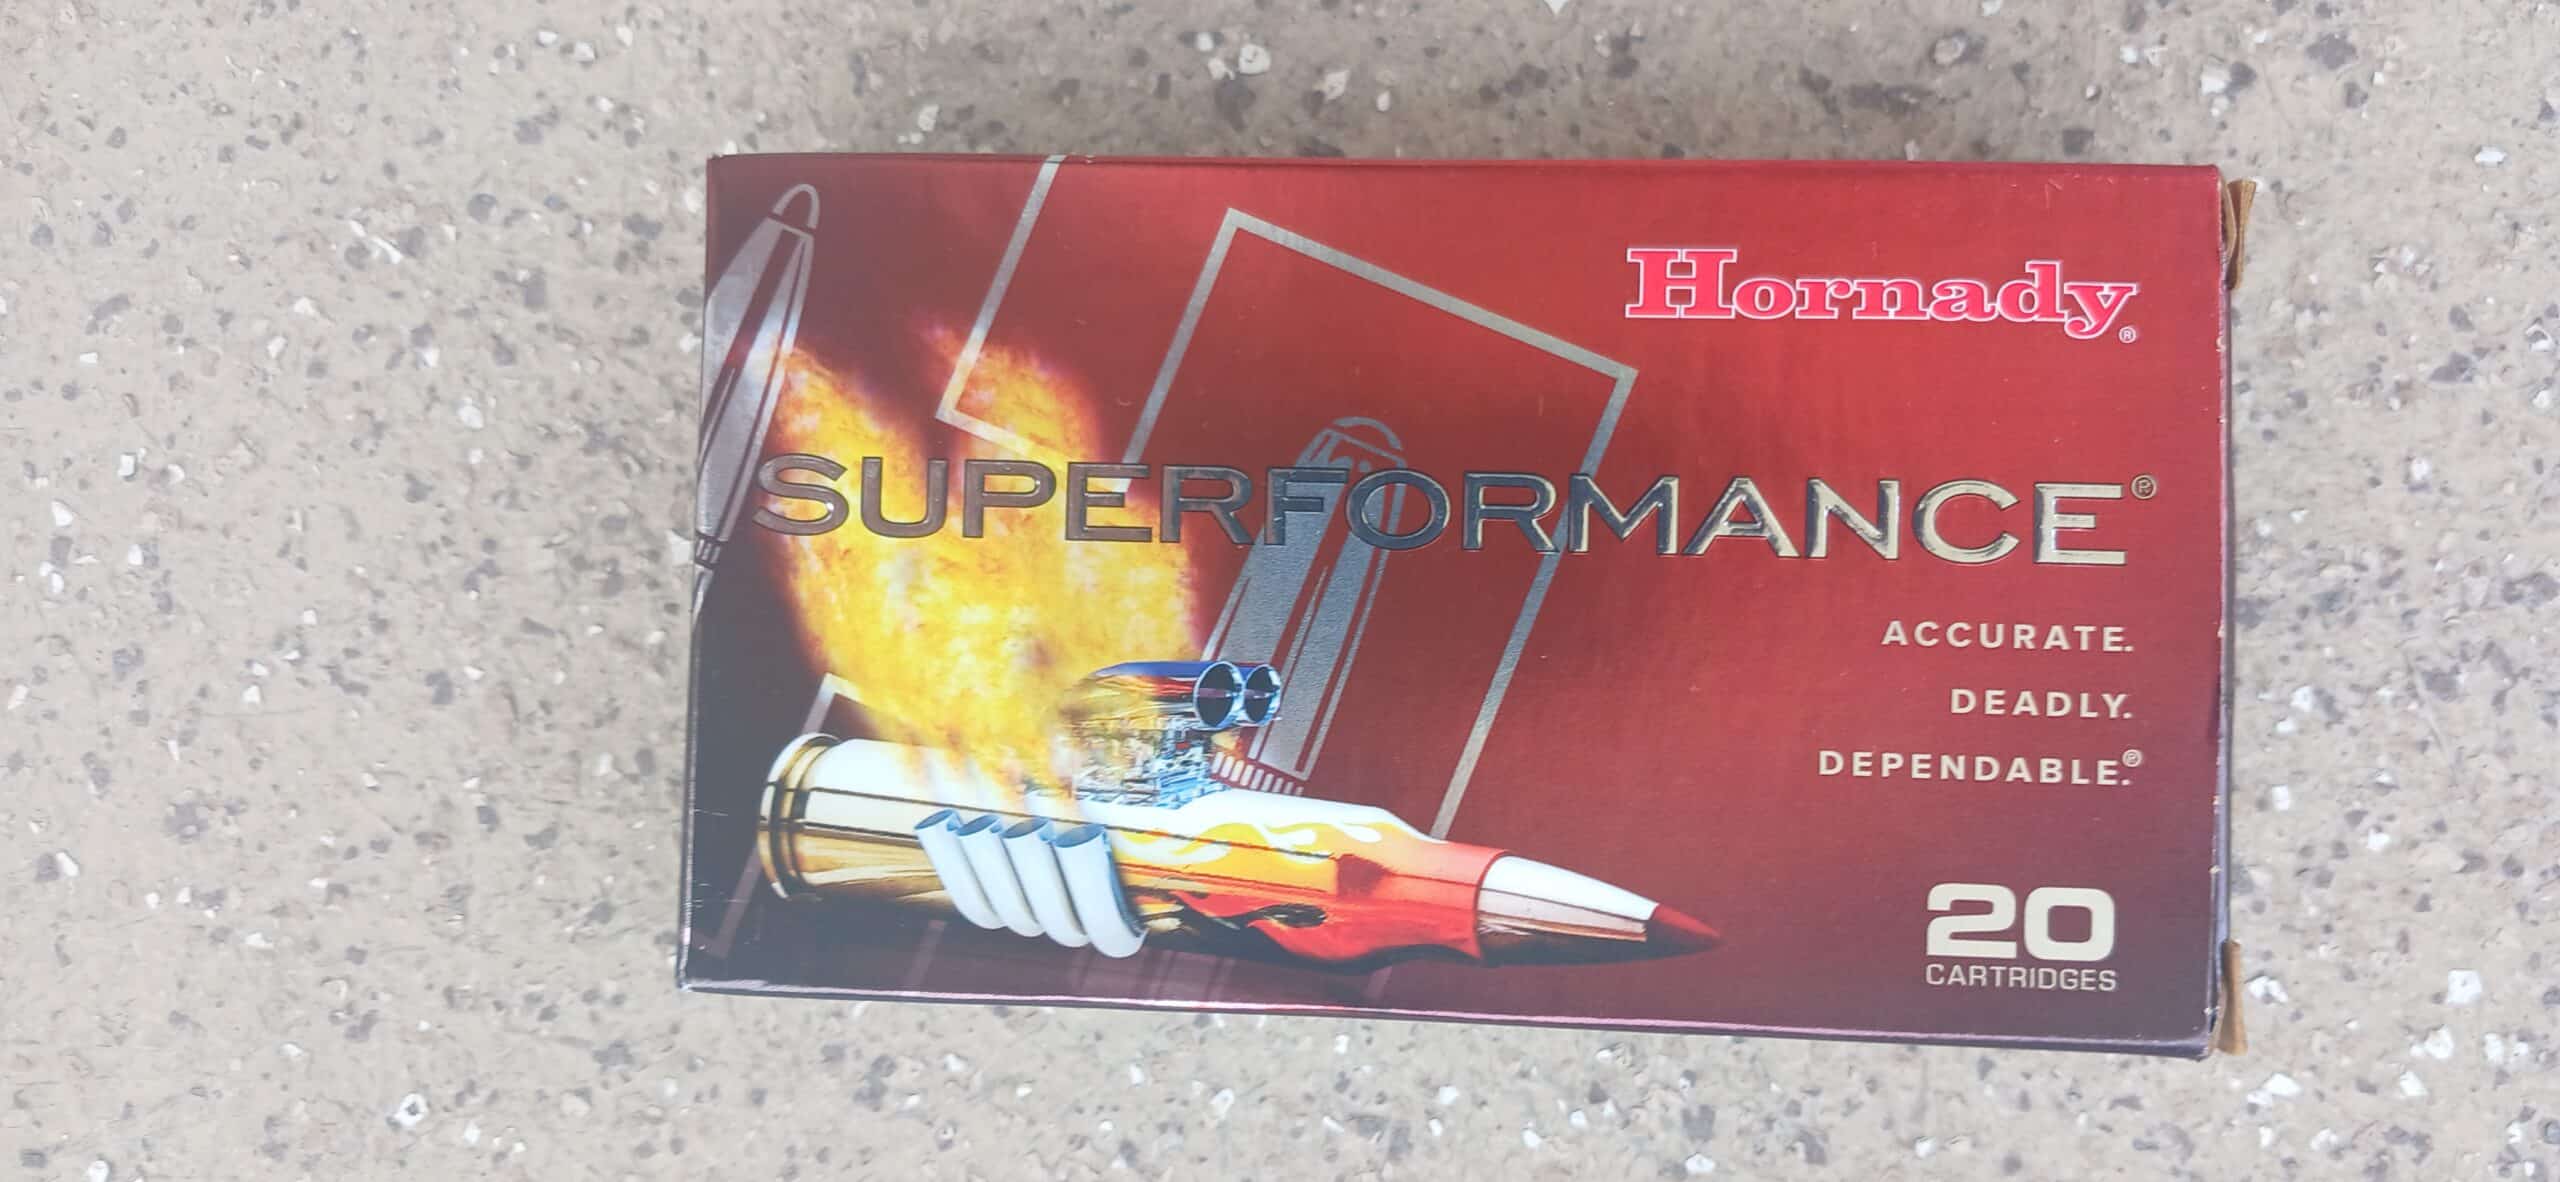 Hornady®
SUPERFORMANCE®
ACCURATE.
DEADLY.
DEPENDABLE.®
20
CARTRIDGES